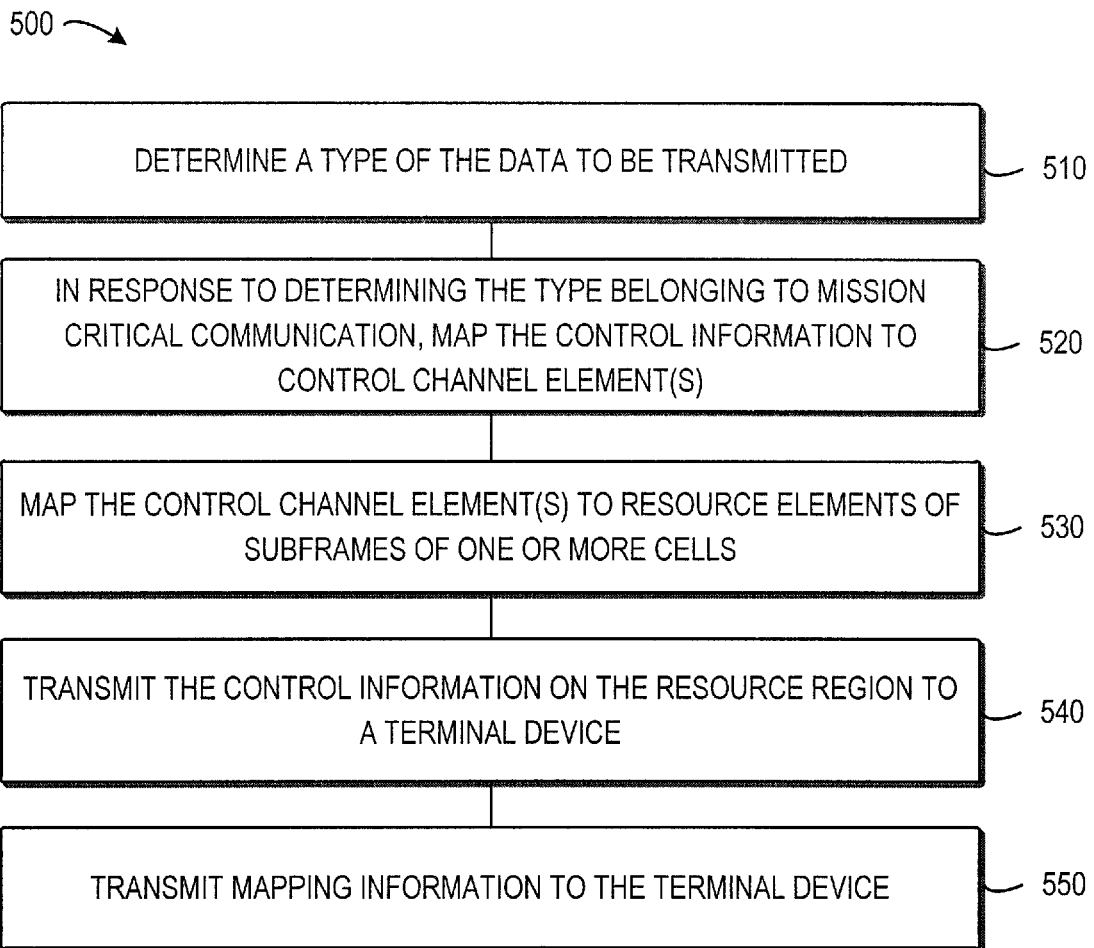 500
DETERMINE A TYPE OF THE DATA TO BE TRANSMITTED
510
IN RESPONSE TO DETERMINING THE TYPE BELONGING TO MISSION
CRITICAL COMMUNICATION, MAP THE CONTROL INFORMATION TO
CONTROL CHANNEL ELEMENT(S)
520
MAP THE CONTROL CHANNEL ELEMENT(S) TO RESOURCE ELEMENTS OF
SUBFRAMES OF ONE OR MORE CELLS
530
TRANSMIT THE CONTROL INFORMATION ON THE RESOURCE REGION TO
A TERMINAL DEVICE
540
TRANSMIT MAPPING INFORMATION TO THE TERMINAL DEVICE
550